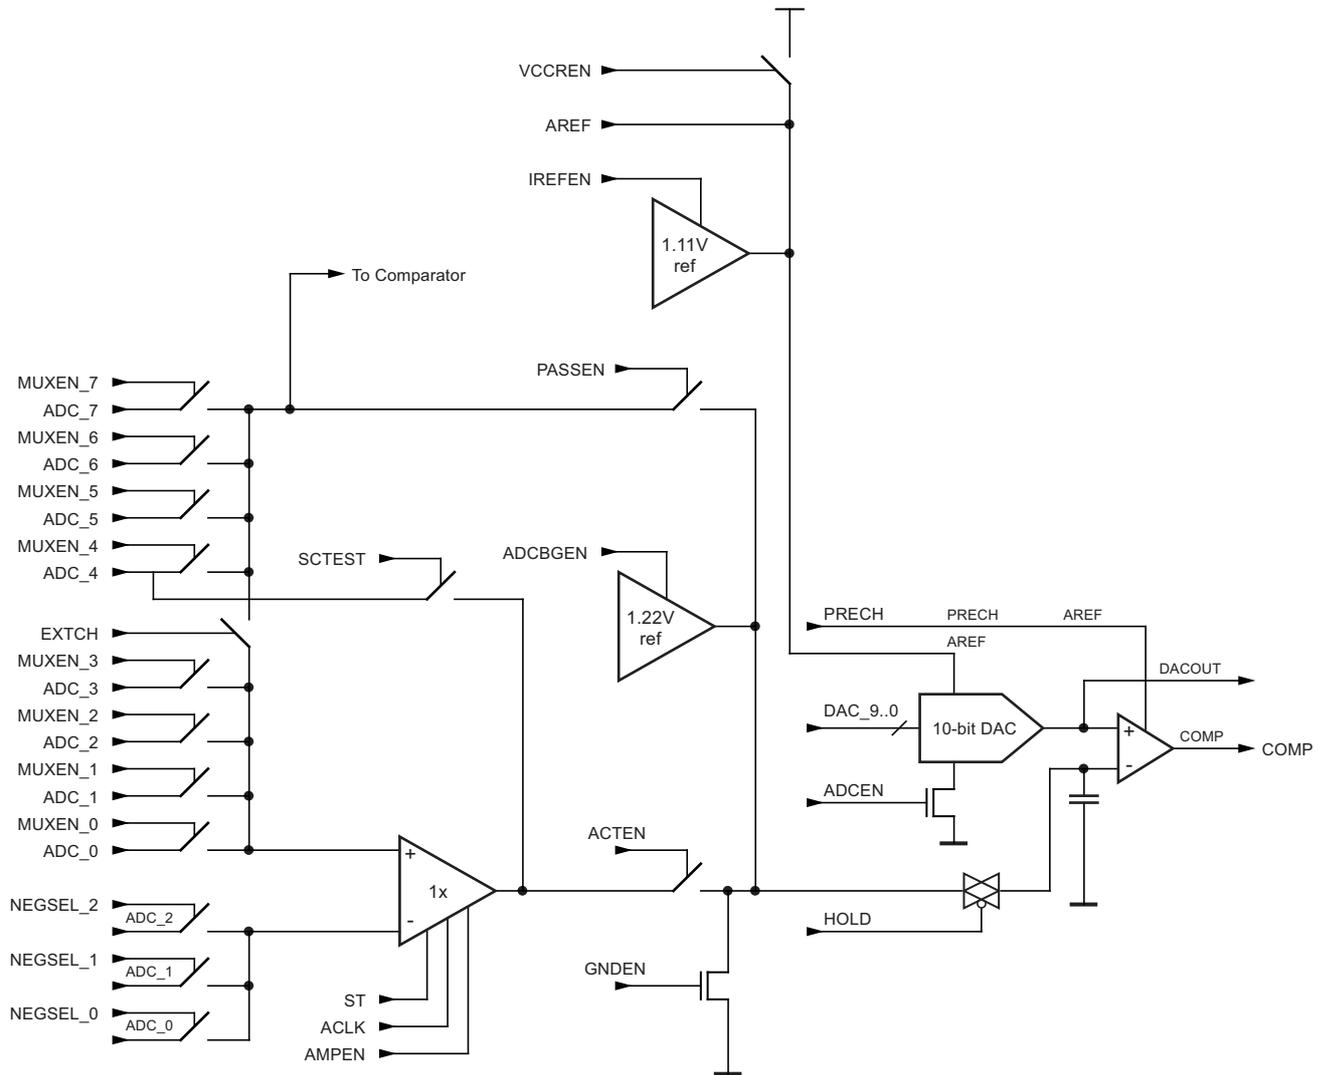 VCCREN
AREF
IREFEN
1.11V
ref
To Comparator
PASSEN
MUXEN_7
ADC_7
MUXEN_6
ADC_6
MUXEN_5
ADC_5
MUXEN_4
ADC_4
SCTEST
ADCBGEN
1.22V
ref
EXTCH
MUXEN_3
ADC_3
MUXEN_2
ADC_2
MUXEN_1
ADC_1
MUXEN_0
ADC_0
PRECH
PRECH
AREF
AREF
DACOUT
DAC_9..0
10-bit DAC
+
-
COMP
COMP
ADCEN
ACTEN
+
1x
-
NEGSEL_2
ADC_2
NEGSEL_1
ADC_1
NEGSEL_0
ADC_0
HOLD
GNDEN
ST
ACLK
AMPEN